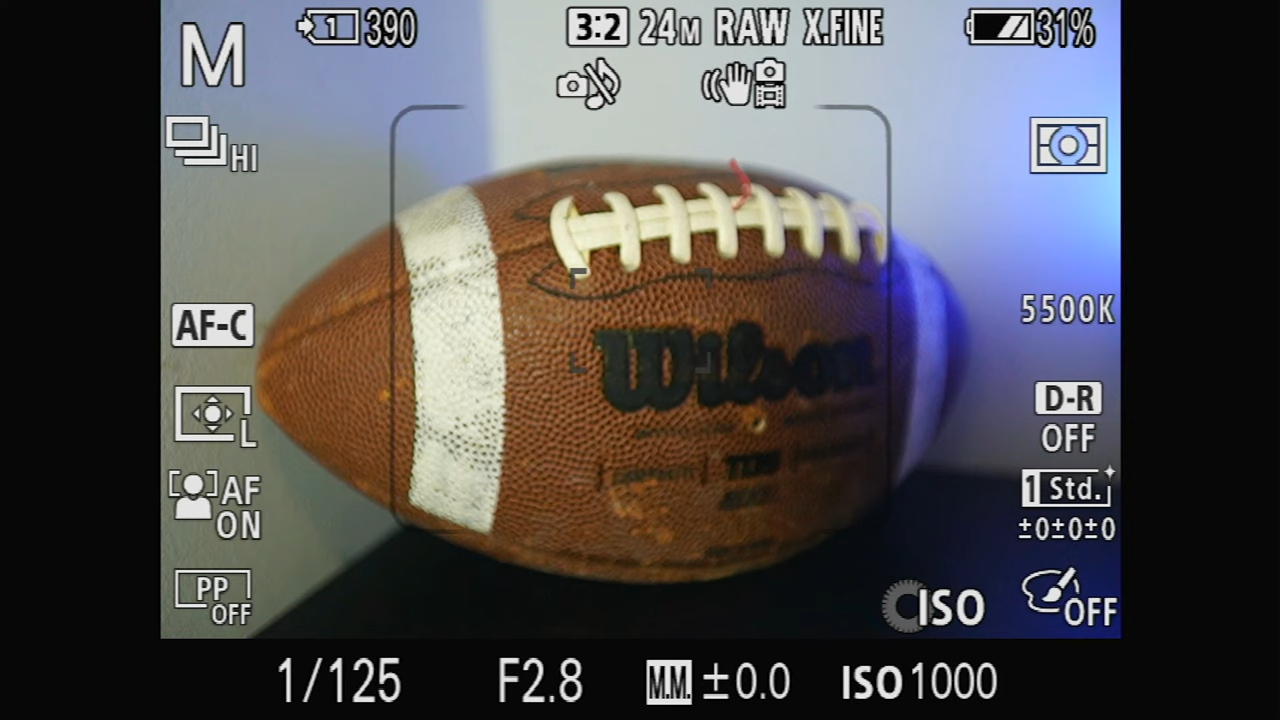 M
1 390
3:2 24M RAW X.FINE
31%
HI
AF-C
L
AF
ON
PP
OFF
5500K
D-R
OFF
1 Std.
±0±0±0
OFF
ISO
Wilson
1/125 F2.8 M.M. ±0.0 ISO 1000